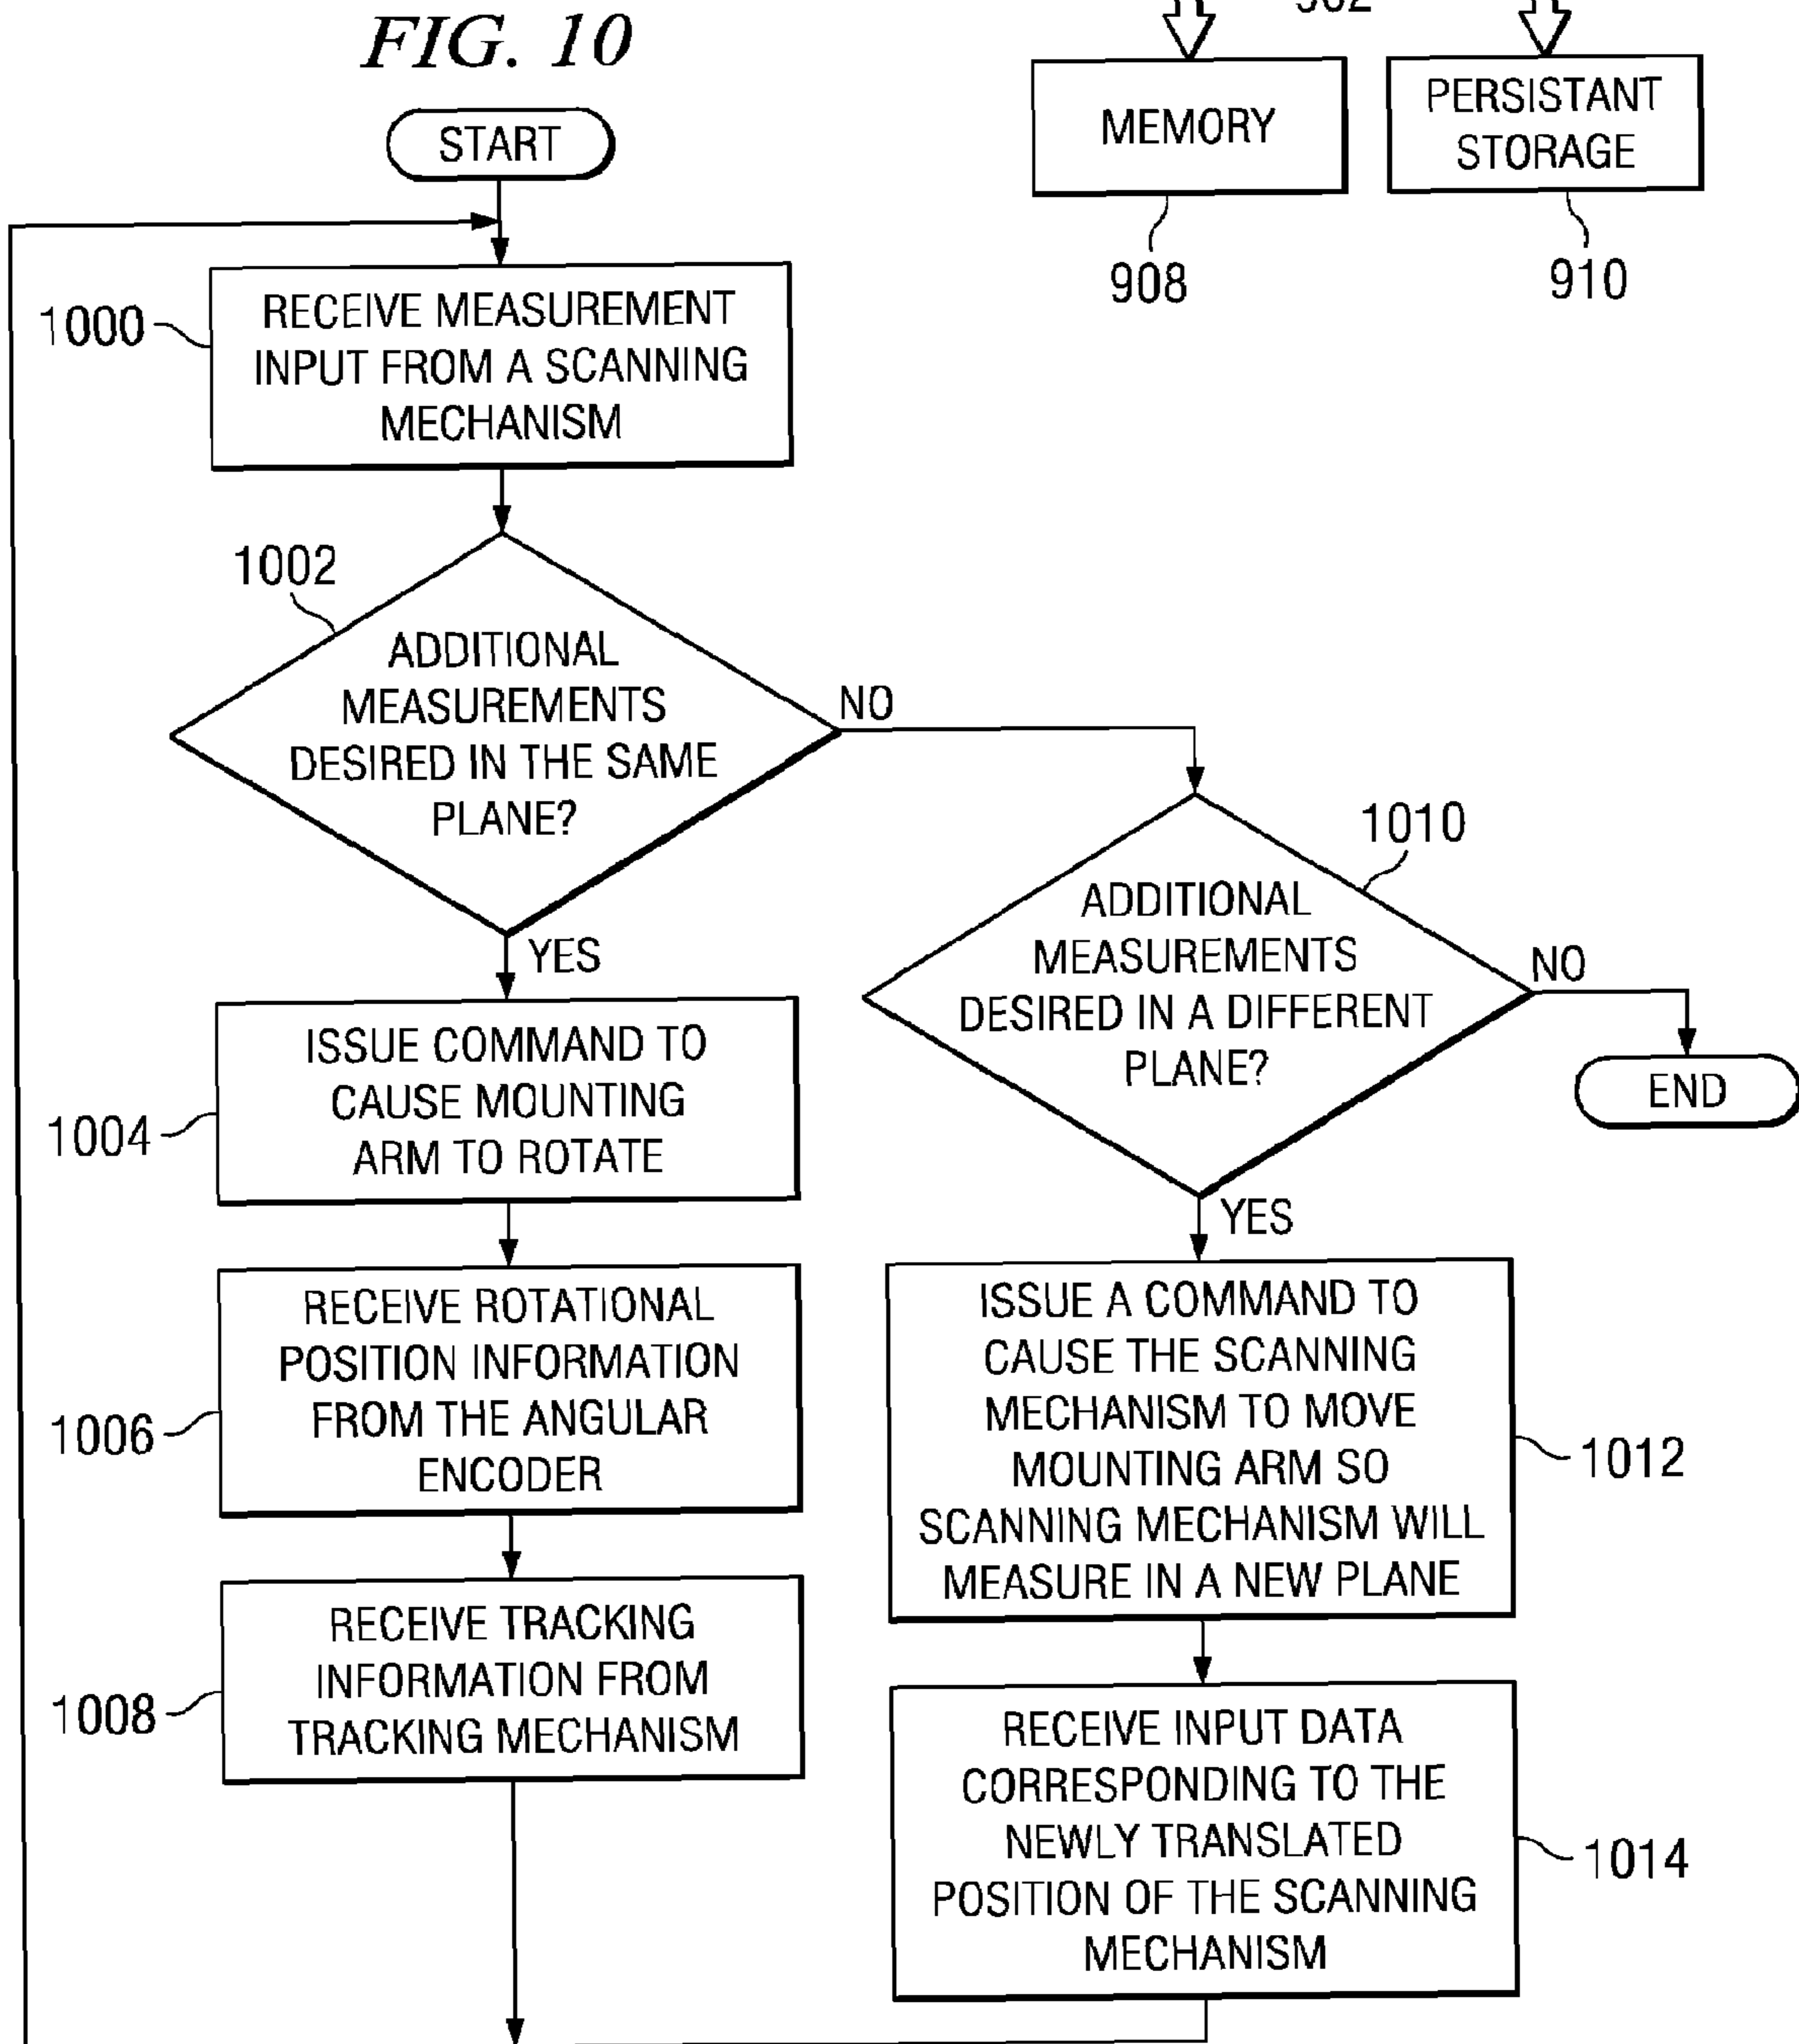 FIG. 10
MEMORY
908
PERSISTANT
STORAGE
910
START
1000
RECEIVE MEASUREMENT
INPUT FROM A SCANNING
MECHANISM
1002
ADDITIONAL
MEASUREMENTS
DESIRED IN THE SAME
PLANE?
NO
YES
1004
ISSUE COMMAND TO
CAUSE MOUNTING
ARM TO ROTATE
1006
RECEIVE ROTATIONAL
POSITION INFORMATION
FROM THE ANGULAR
ENCODER
1008
RECEIVE TRACKING
INFORMATION FROM
TRACKING MECHANISM
1010
ADDITIONAL
MEASUREMENTS
DESIRED IN A DIFFERENT
PLANE?
NO
END
YES
ISSUE A COMMAND TO
CAUSE THE SCANNING
MECHANISM TO MOVE
MOUNTING ARM SO
SCANNING MECHANISM WILL
MEASURE IN A NEW PLANE
1012
RECEIVE INPUT DATA
CORRESPONDING TO THE
NEWLY TRANSLATED
POSITION OF THE SCANNING
MECHANISM
1014